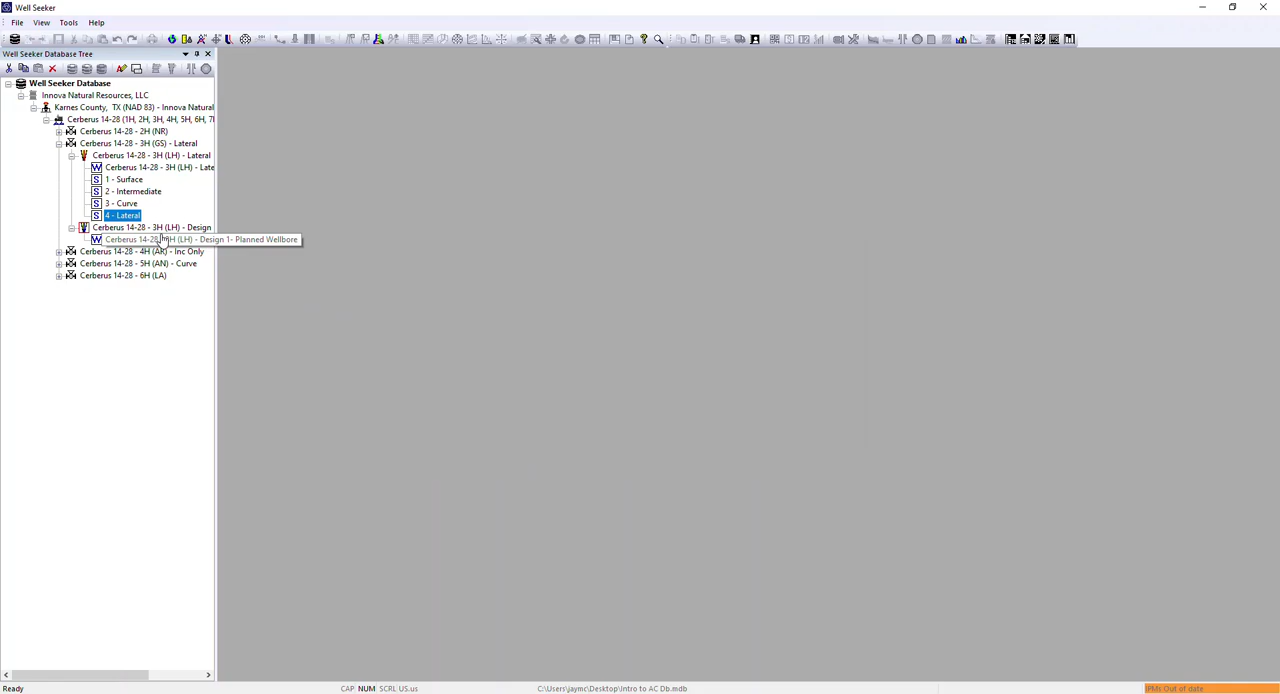 Well Seeker
File View Tools Help
Well Seeker Database Tree
Well Seeker Database
Innova Natural Resources, LLC
Karnes County, TX (NAD 83) - Innova Natural
Cerberus 14-28 (1H, 2H, 3H, 4H, 5H, 6H, 7I
Cerberus 14-28 - 2H (NR)
Cerberus 14-28 - 3H (GS) - Lateral
Cerberus 14-28 - 3H (LH) - Lateral
Cerberus 14-28 - 3H (LH) - Late
1 - Surface
2 - Intermediate
3 - Curve
4 - Lateral
Cerberus 14-28 - 3H (LH) - Design
Cerberus 14-28 - 3H (LH) - Design 1- Planned Wellbore
Cerberus 14-28 - 4H (AR) - Inc Only
Cerberus 14-28 - 5H (AN) - Curve
Cerberus 14-28 - 6H (LA)
Ready CAP NUM SCRL US.us C:\Users\jaymc\Desktop\Intro to AC Db.mdb IPMs Out of date